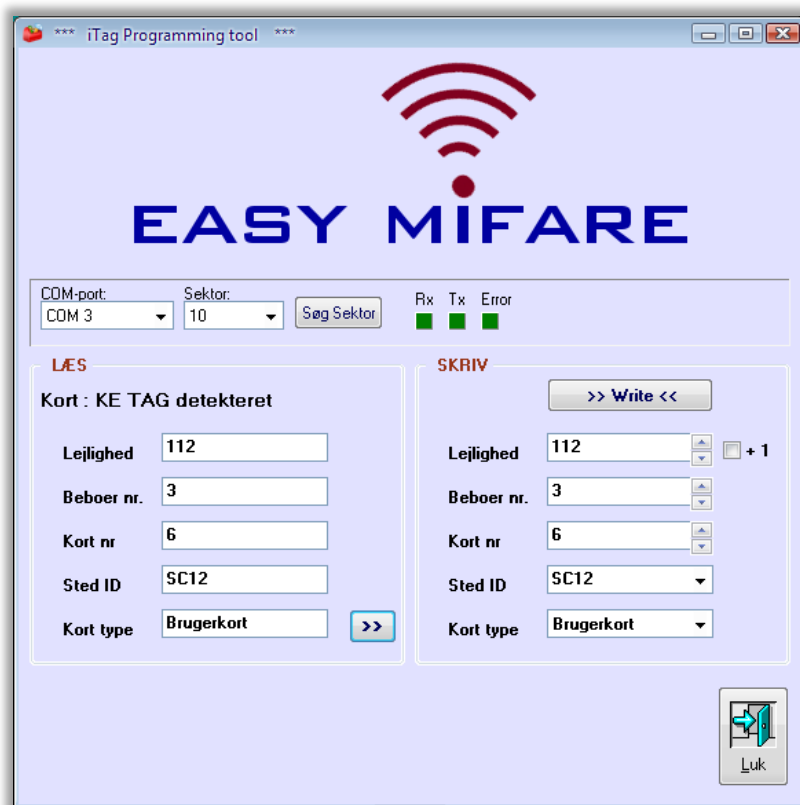 *** iTag Programming tool ***
EASY MIFARE
COM-port: Sektor:
COM 3 10 Søg Sektor Rx Tx Error
LÆS
Kort : KE TAG detekteret
Lejlighed 112
Beboer nr. 3
Kort nr 6
Sted ID SC12
Kort type Brugerkort >>
SKRIV
>> Write <<
Lejlighed 112 + 1
Beboer nr. 3
Kort nr 6
Sted ID SC12
Kort type Brugerkort
Luk